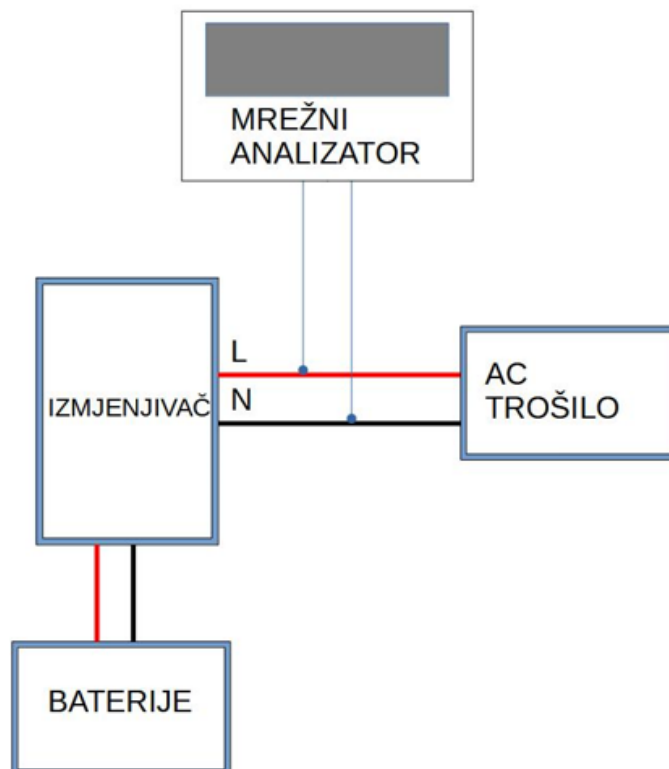 MREŽNI
ANALIZATOR
L
AC
TROŠILO
N
IZMJENJIVAČ
BATERIJE